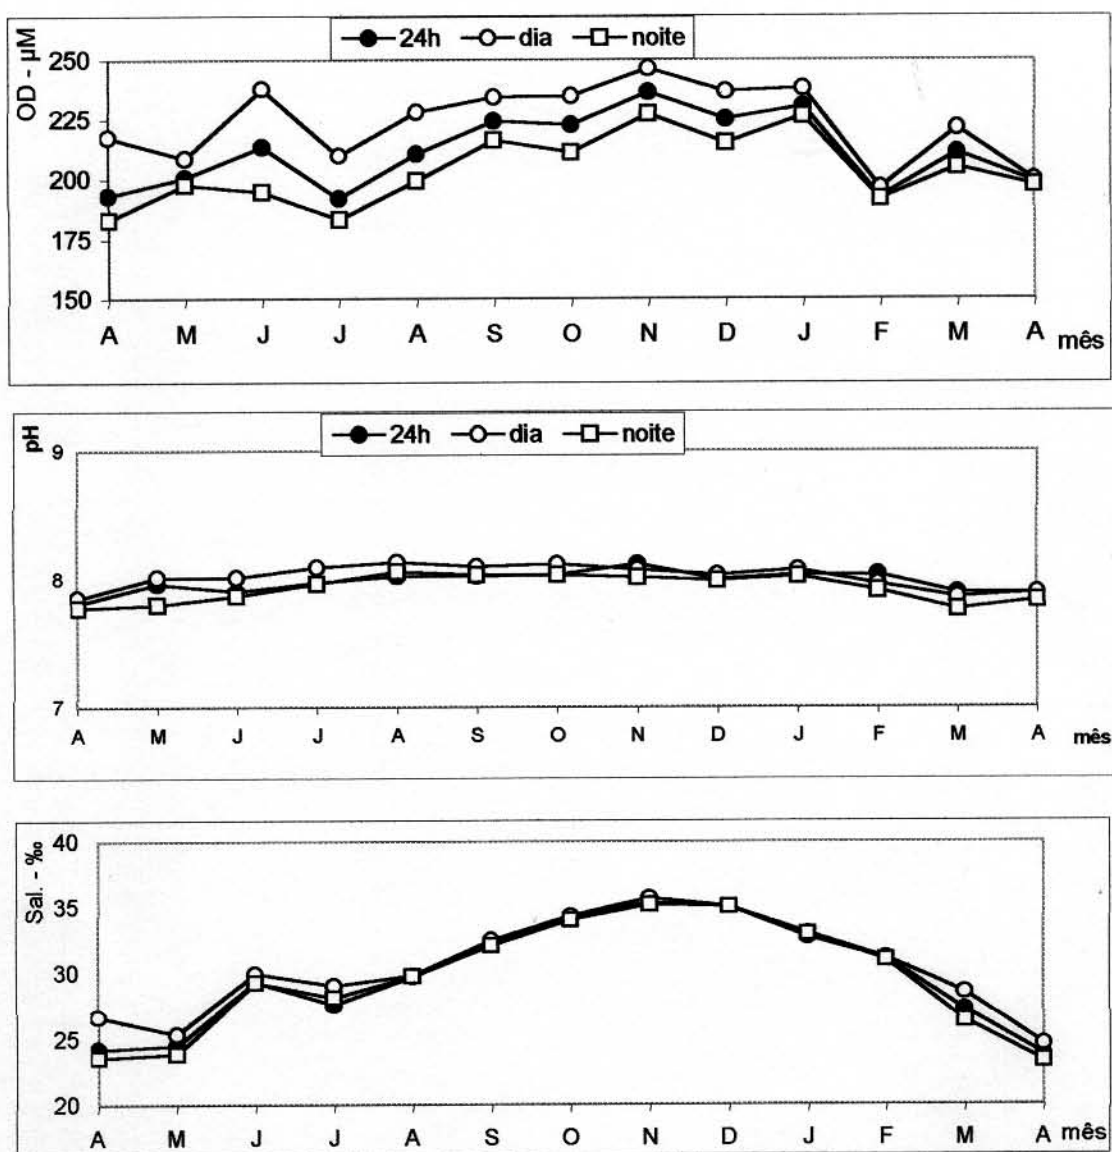 24h dia noite
OD - µM
250
225
200
175
150
A M J J A S O N D J F M A mês
24h dia noite
pH
9
8
7
A M J J A S O N D J F M A mês
Sal. - ‰
40
35
30
25
20
A M J J A S O N D J F M A mês